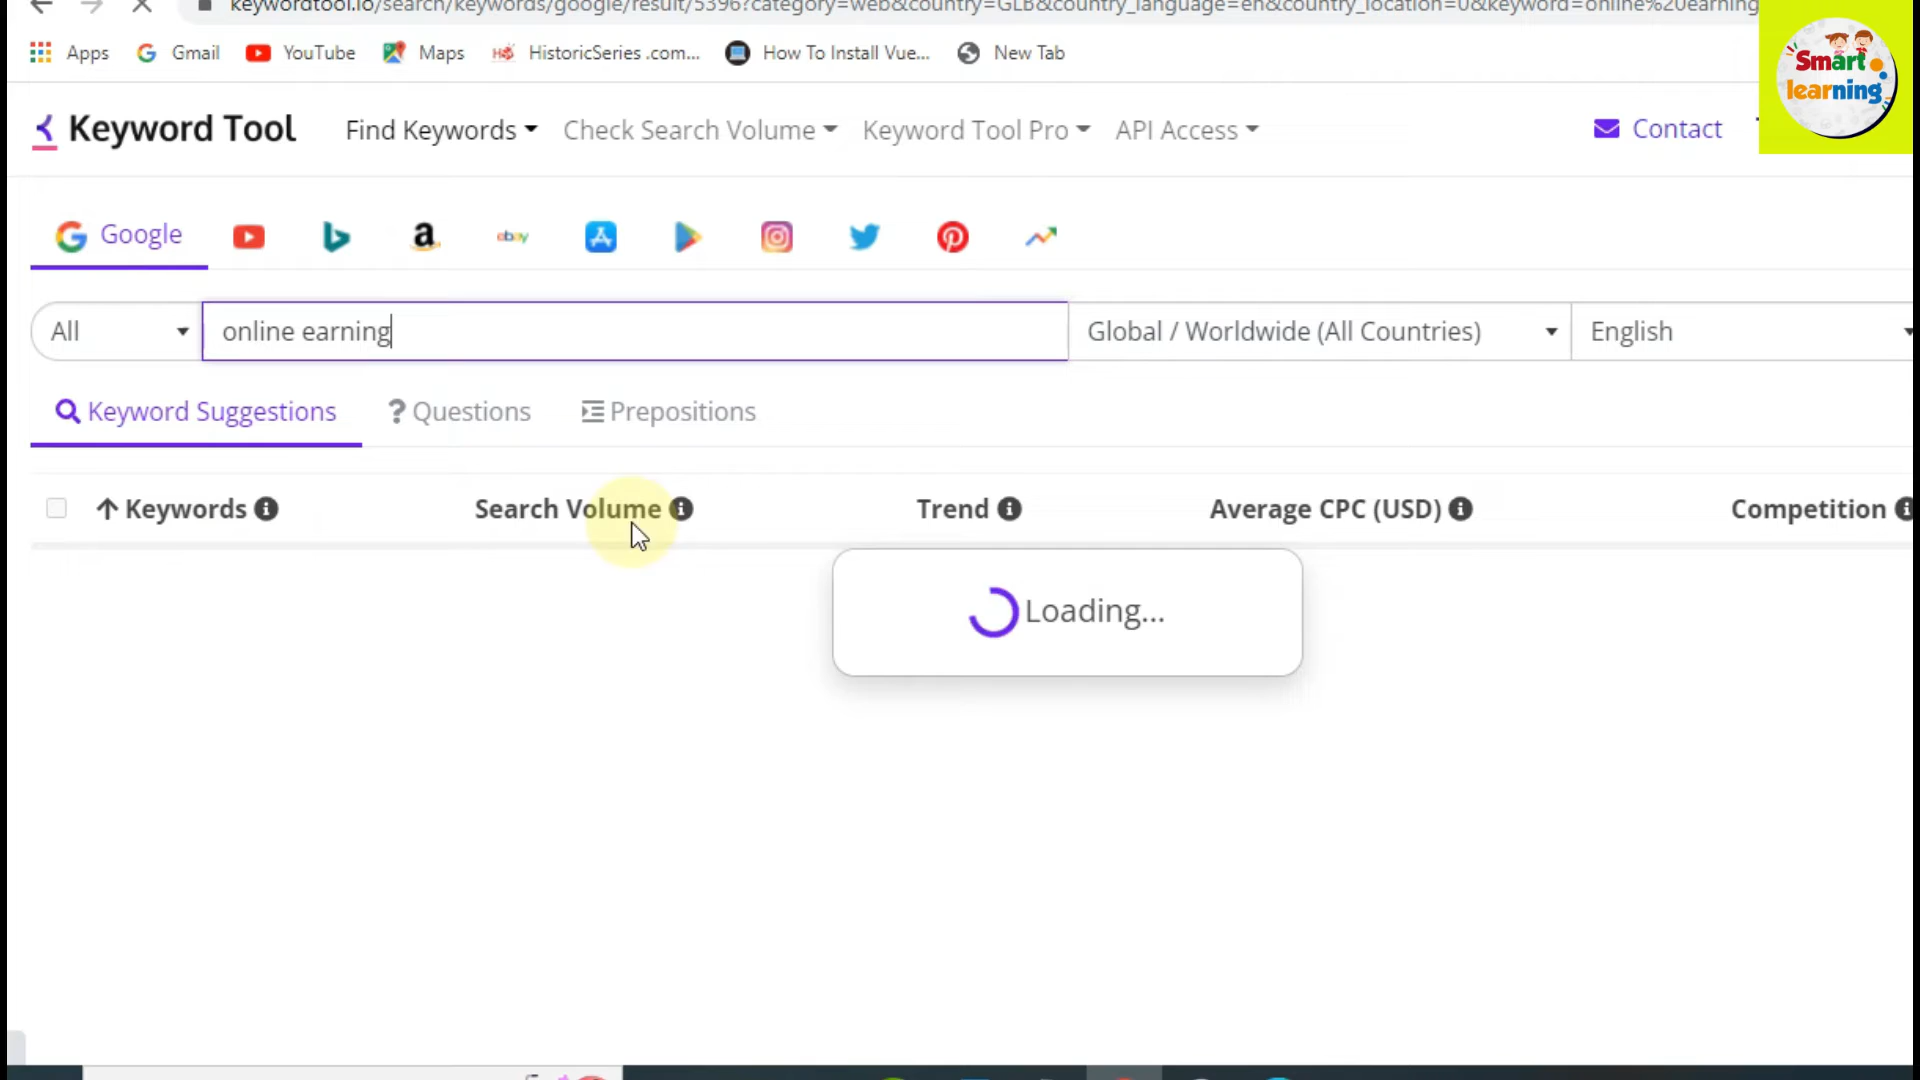 keywordtool.io/search/keywords/google/result/5396?category=web&country=GLB&country_language=en&country_location=0&keyword=online%20earning
Apps Gmail YouTube Maps HistoricSeries .com... How To Install Vue... New Tab
Smart
learning
Keyword Tool Find Keywords Check Search Volume Keyword Tool Pro API Access Contact
Google ebay
All online earning Global / Worldwide (All Countries) English
Keyword Suggestions ? Questions Prepositions
Keywords Search Volume Trend Average CPC (USD) Competition
Loading...